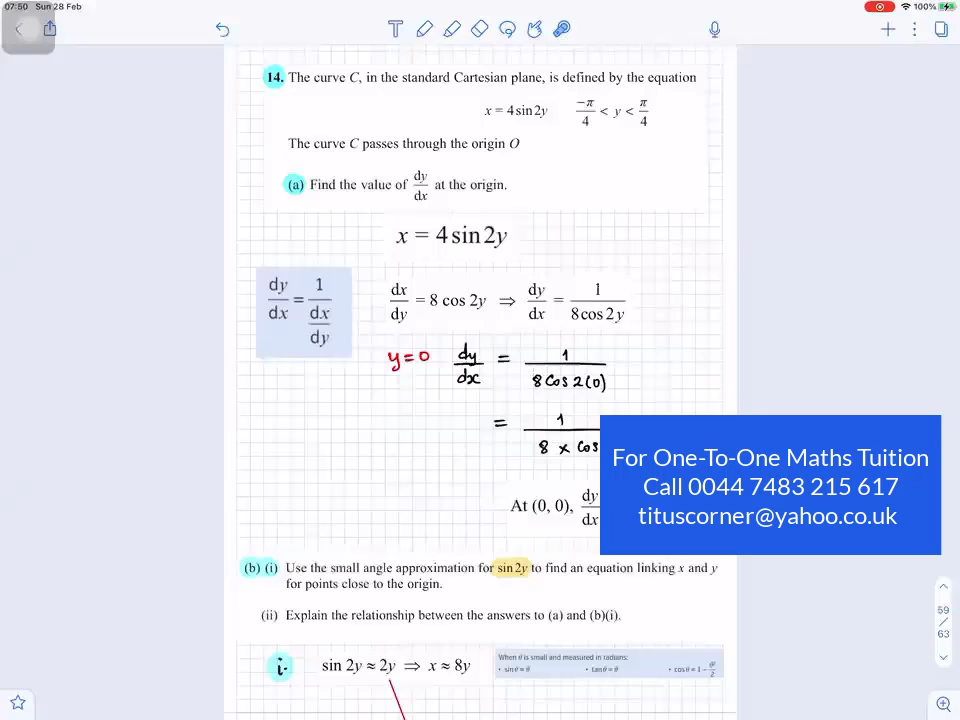 07:50 Sun 28 Feb 100%
14. The curve C, in the standard Cartesian plane, is defined by the equation
x = 4 sin 2y   -π/4 < y < π/4
The curve C passes through the origin O
(a) Find the value of dy/dx at the origin.
x = 4 sin 2y
dy/dx = 1/(dx/dy)
dx/dy = 8 cos 2y ⇒ dy/dx = 1/(8 cos 2y)
y=0 dy/dx = 1/(8 Cos 2(0))
= 1/(8 × Cos
For One-To-One Maths Tuition
Call 0044 7483 215 617
tituscorner@yahoo.co.uk
At (0, 0), dy/dx
(b) (i) Use the small angle approximation for sin 2y to find an equation linking x and y
for points close to the origin.
(ii) Explain the relationship between the answers to (a) and (b)(i).
59
/
63
i. sin 2y ≈ 2y ⇒ x ≈ 8y
When θ is small and measured in radians:
• sin θ ≈ θ • tan θ ≈ θ • cos θ ≈ 1 − θ²/2